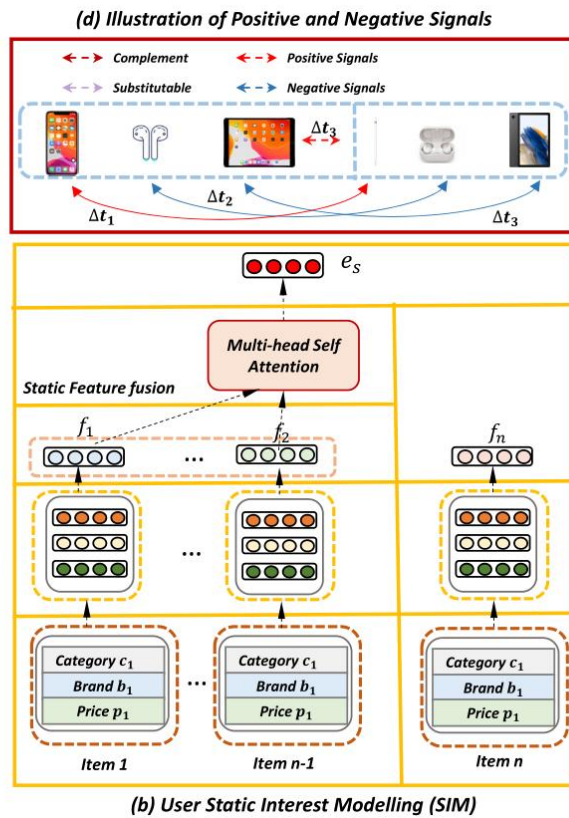 (d) Illustration of Positive and Negative Signals
Complement
Positive Signals
Substitutable
Negative Signals
Δt₃
Δt₁
Δt₂
Δt₃
eₛ
Multi-head Self
Attention
Static Feature fusion
f₁
...
f₂
fₙ
...
Category c₁
Brand b₁
Price p₁
...
Category c₁
Brand b₁
Price p₁
Category c₁
Brand b₁
Price p₁
Item 1
Item n-1
Item n
(b) User Static Interest Modelling (SIM)